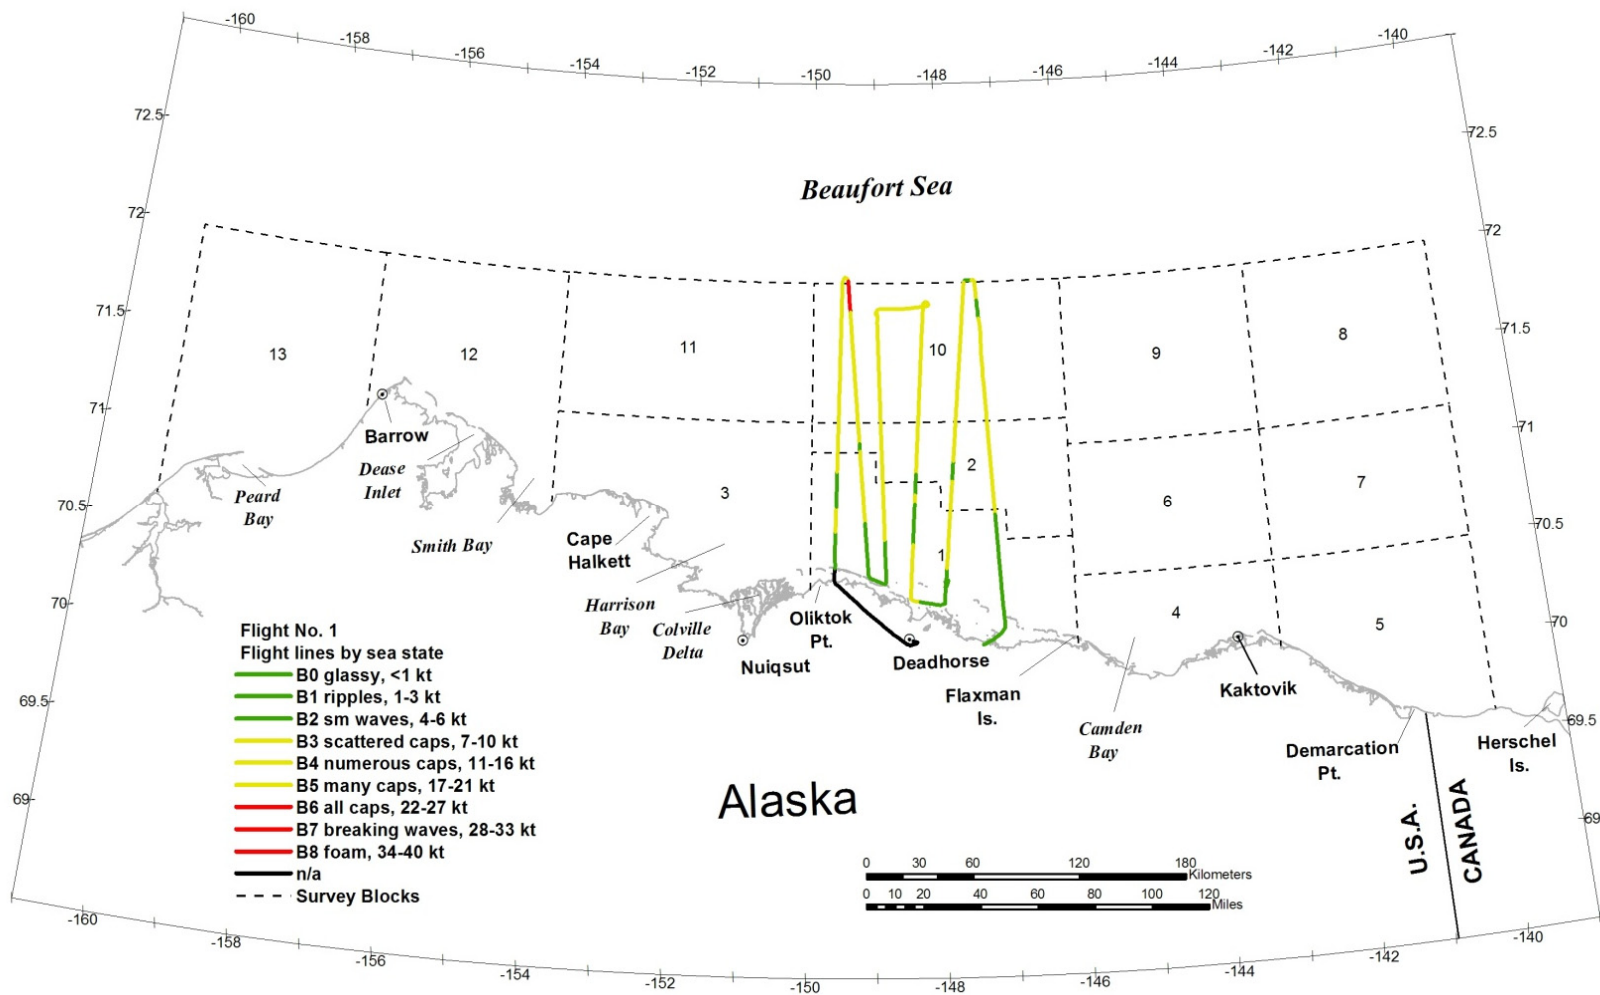 -160
-158
-156
-154
-152
-150
-148
-146
-144
-142
-140
72.5
72.5
Beaufort Sea
72
72
71.5
71.5
13
12
11
10
9
8
71
71
Barrow
Dease
Inlet
Peard
Bay
Smith Bay
3
2
6
7
70.5
70.5
Cape
Halkett
1
Harrison
Bay
Colville
Delta
Nuiqsut
Oliktok
Pt.
Deadhorse
Flaxman
Is.
4
5
Kaktovik
Camden
Bay
Demarcation
Pt.
Herschel
Is.
70
70
69.5
69.5
Flight No. 1
Flight lines by sea state
B0 glassy, <1 kt
B1 ripples, 1-3 kt
B2 sm waves, 4-6 kt
B3 scattered caps, 7-10 kt
B4 numerous caps, 11-16 kt
B5 many caps, 17-21 kt
B6 all caps, 22-27 kt
B7 breaking waves, 28-33 kt
B8 foam, 34-40 kt
n/a
Survey Blocks
69
69
Alaska
U.S.A.
CANADA
0 30 60 120 180
Kilometers
0 10 20 40 60 80 100 120
Miles
-160
-158
-156
-154
-152
-150
-148
-146
-144
-142
-140